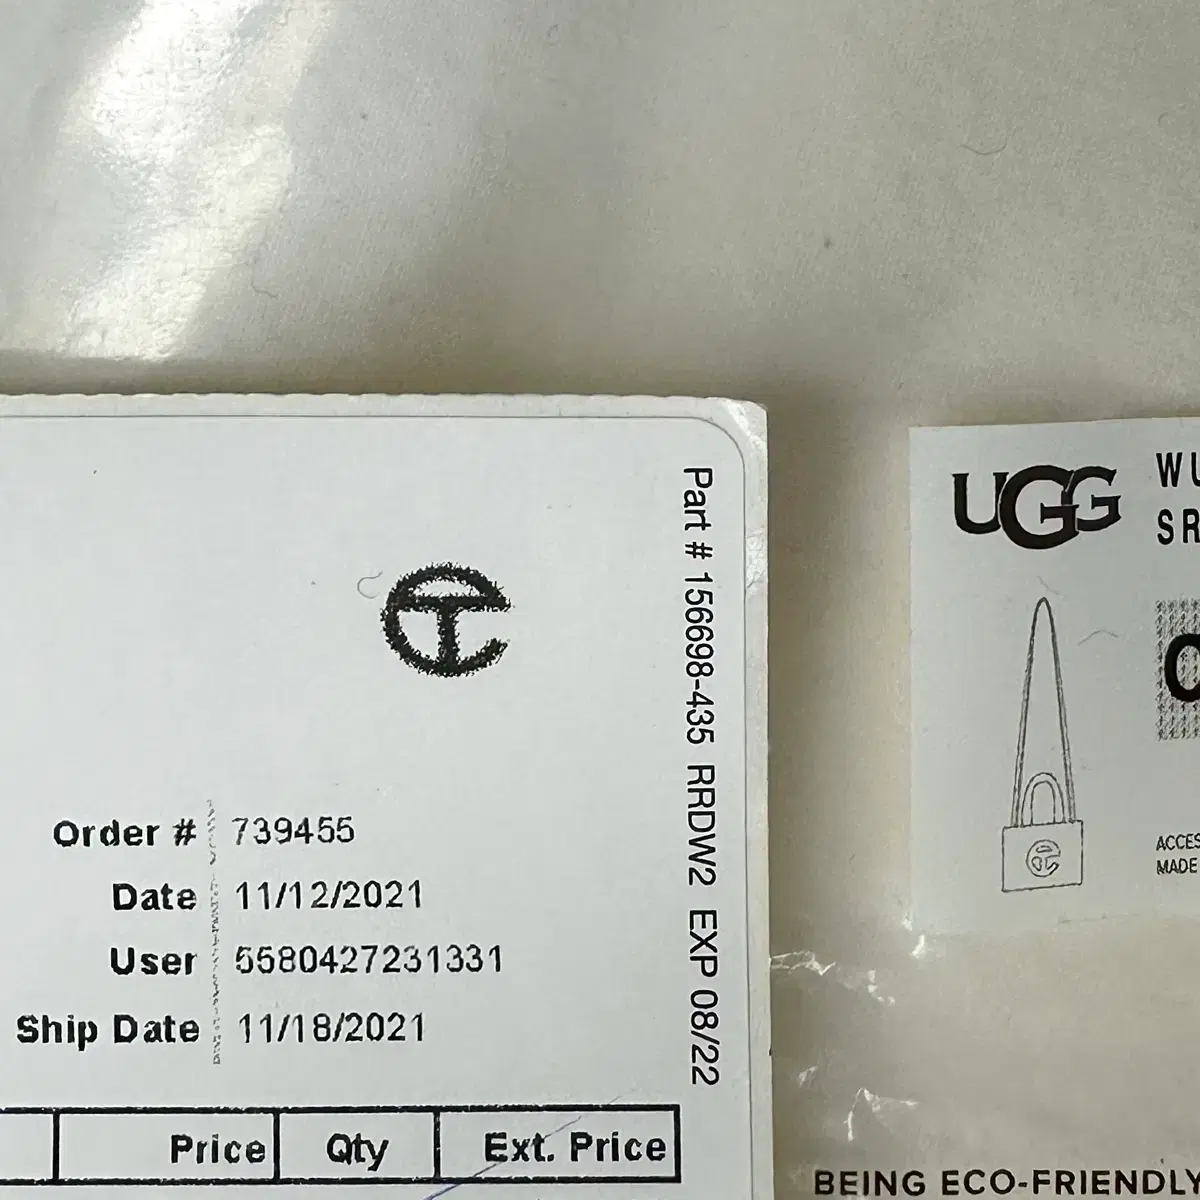 Part # 156698-435 RRDW2 EXP 08/22
Order # 739455
Date 11/12/2021
User 5580427231331
Ship Date 11/18/2021
Price Qty Ext. Price
UGG
WU
SR
0
ACCES
MADE
BEING ECO-FRIENDLY